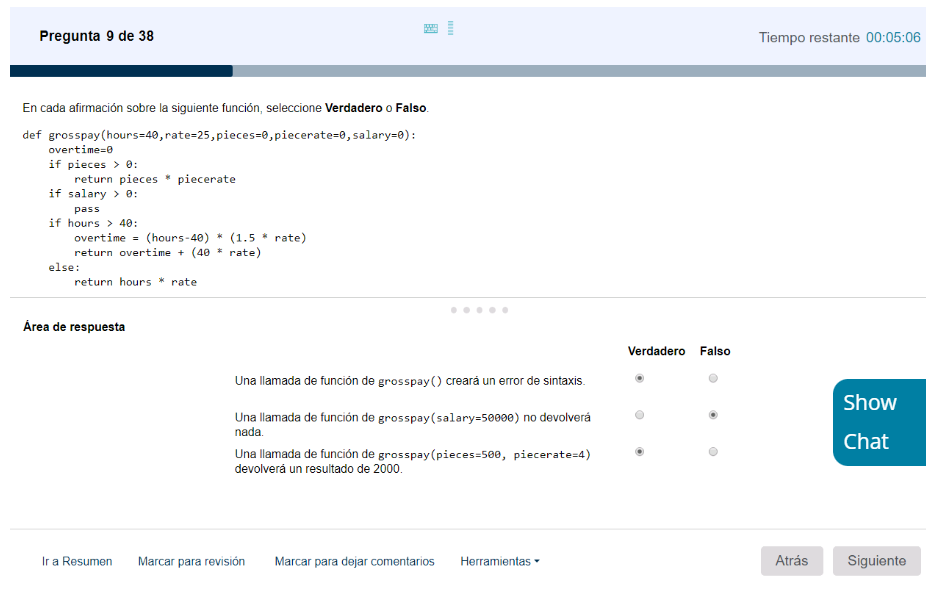 Pregunta 9 de 38
Tiempo restante 00:05:06
En cada afirmación sobre la siguiente función, seleccione Verdadero o Falso.
def grosspay(hours=40,rate=25,pieces=0,piecerate=0,salary=0):
    overtime=0
    if pieces > 0:
        return pieces * piecerate
    if salary > 0:
        pass
    if hours > 40:
        overtime = (hours-40) * (1.5 * rate)
        return overtime + (40 * rate)
    else:
        return hours * rate
Área de respuesta
Verdadero Falso
Una llamada de función de grosspay() creará un error de sintaxis.
Una llamada de función de grosspay(salary=50000) no devolverá
nada.
Una llamada de función de grosspay(pieces=500, piecerate=4)
devolverá un resultado de 2000.
Show
Chat
Ir a Resumen Marcar para revisión Marcar para dejar comentarios Herramientas Atrás Siguiente